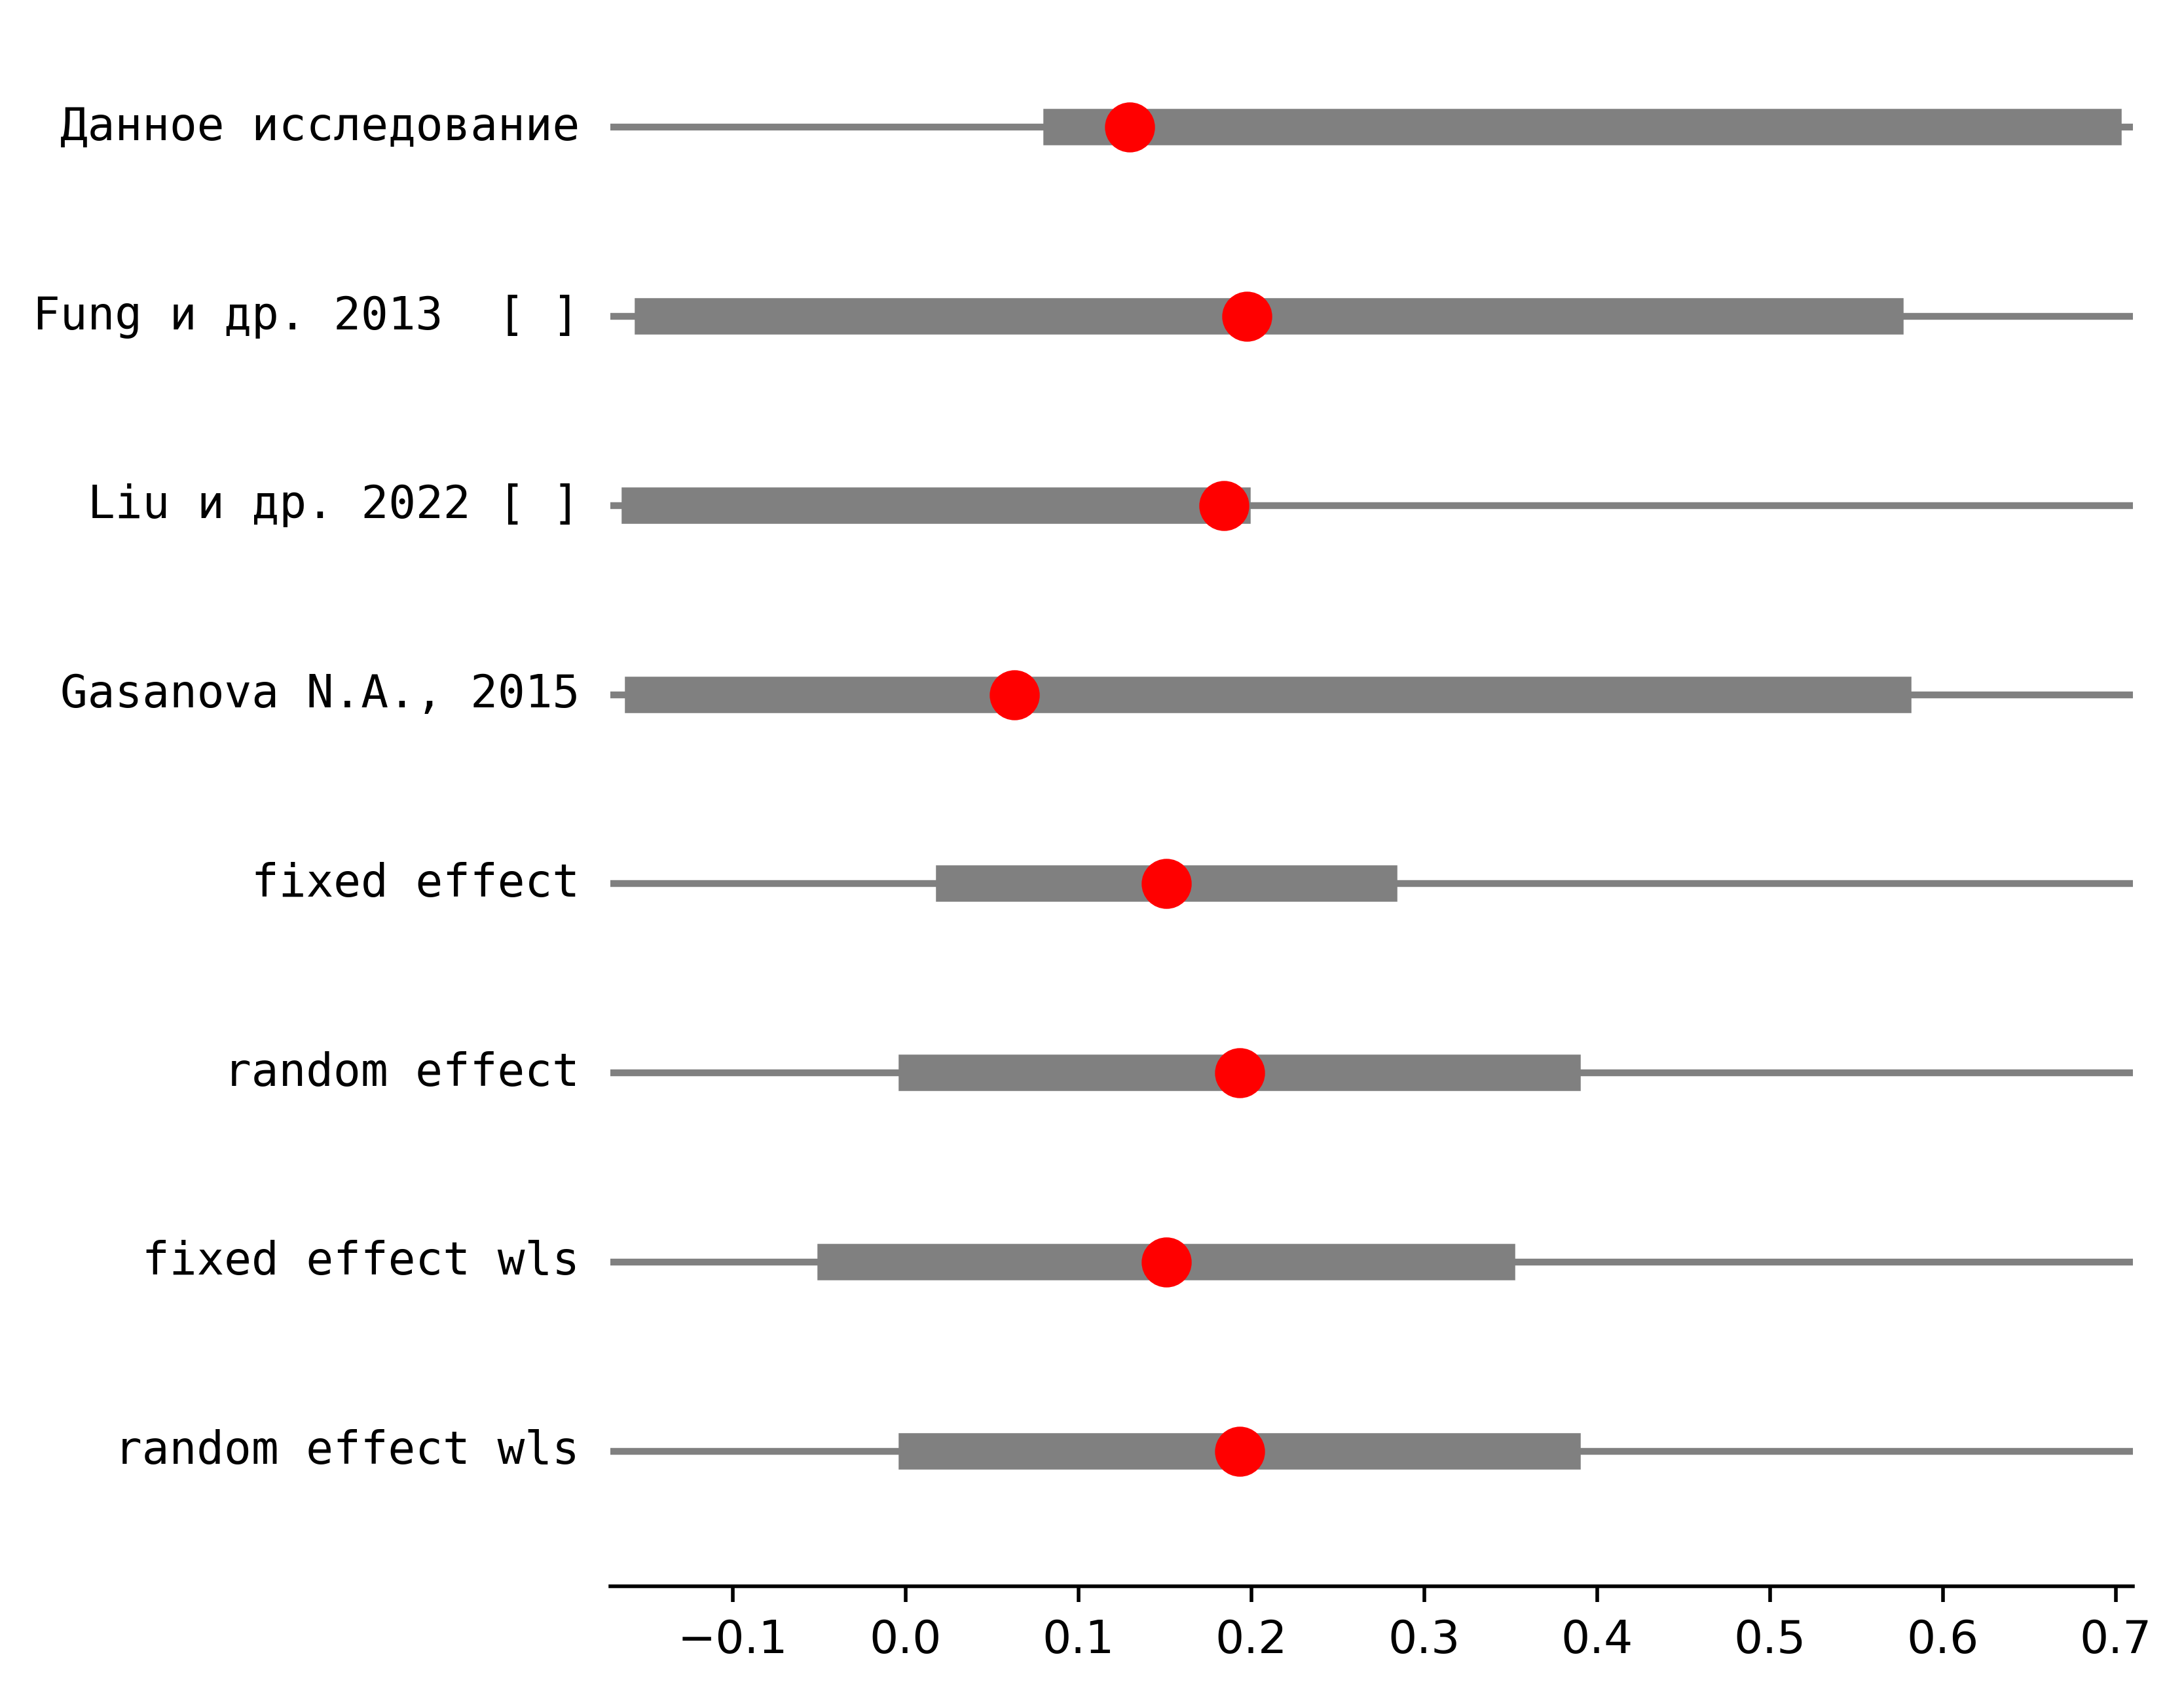 Данное исследование
Fung и др. 2013  [ ]
Liu и др. 2022 [ ]
Gasanova N.A., 2015
fixed effect
random effect
fixed effect wls
random effect wls
−0.1 0.0 0.1 0.2 0.3 0.4 0.5 0.6 0.7